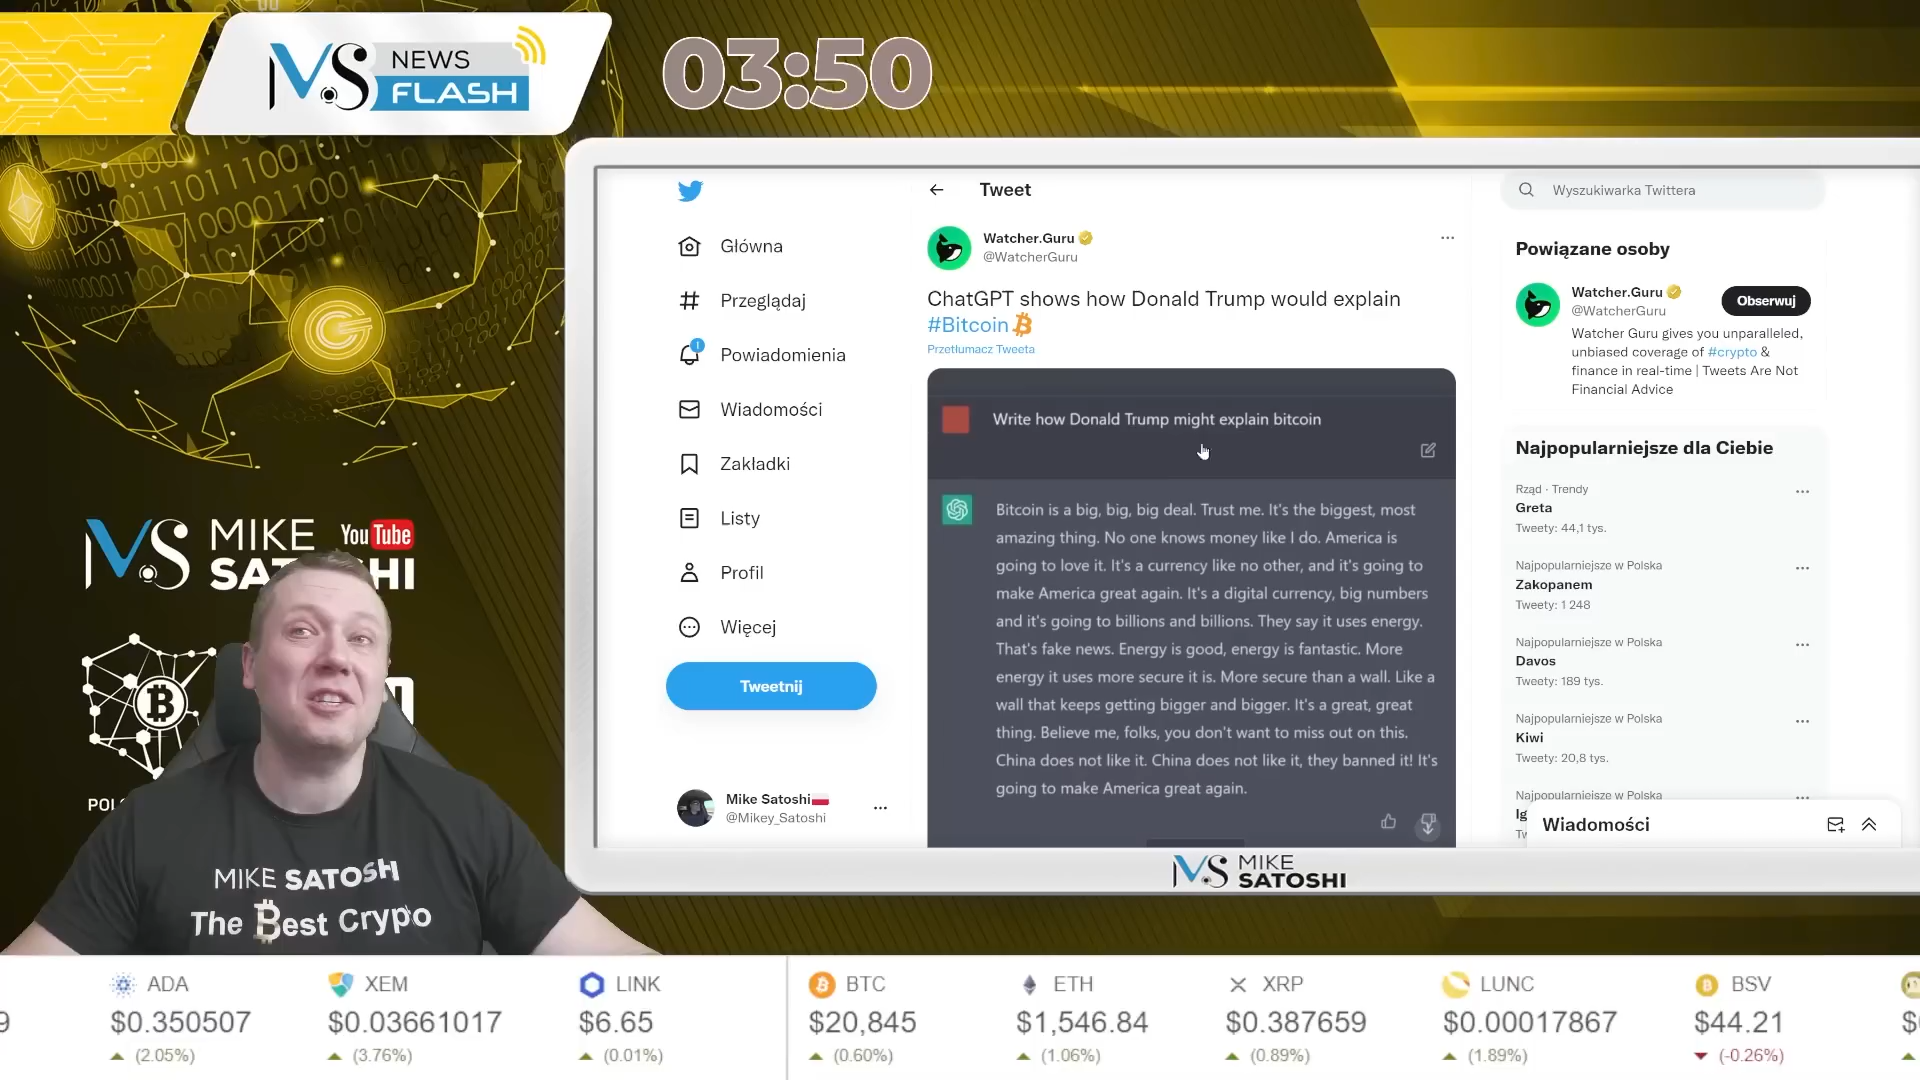 NEWS
FLASH
03:50
Tweet
Watcher.Guru
@WatcherGuru
ChatGPT shows how Donald Trump would explain
#Bitcoin
Przetłumacz Tweeta
Write how Donald Trump might explain bitcoin
Bitcoin is a big, big, big deal. Trust me. It's the biggest, most
amazing thing. No one knows money like I do. America is
going to love it. It's a currency like no other, and it's going to
make America great again. It's a digital currency, big numbers
and it's going to billions and billions. They say it uses energy.
That's fake news. Energy is good, energy is fantastic. More
energy it uses more secure it is. More secure than a wall. Like a
wall that keeps getting bigger and bigger. It's a great, great
thing. Believe me, folks, you don't want to miss out on this.
China does not like it. China does not like it, they banned it! It's
going to make America great again.
Główna
Przeglądaj
Powiadomienia
Wiadomości
Zakładki
Listy
Profil
Więcej
Tweetnij
Mike Satoshi
@Mikey_Satoshi
Wyszukiwarka Twittera
Powiązane osoby
Watcher.Guru
@WatcherGuru
Obserwuj
Watcher Guru gives you unparalleled,
unbiased coverage of #crypto &
finance in real-time | Tweets Are Not
Financial Advice
Najpopularniejsze dla Ciebie
Rząd · Trendy
Greta
Tweety: 44,1 tys.
Najpopularniejsze w Polska
Zakopanem
Tweety: 1 248
Najpopularniejsze w Polska
Davos
Tweety: 189 tys.
Najpopularniejsze w Polska
Kiwi
Tweety: 20,8 tys.
Najpopularniejsze w Polska
Wiadomości
MIKE
SATOSHI
MIKE
YouTube
MIKE SATOSHI
The Best Crypo
ADA
$0.350507
(2.05%)
XEM
$0.03661017
(3.76%)
LINK
$6.65
(0.01%)
BTC
$20,845
(0.60%)
ETH
$1,546.84
(1.06%)
XRP
$0.387659
(0.89%)
LUNC
$0.00017867
(1.89%)
BSV
$44.21
(-0.26%)